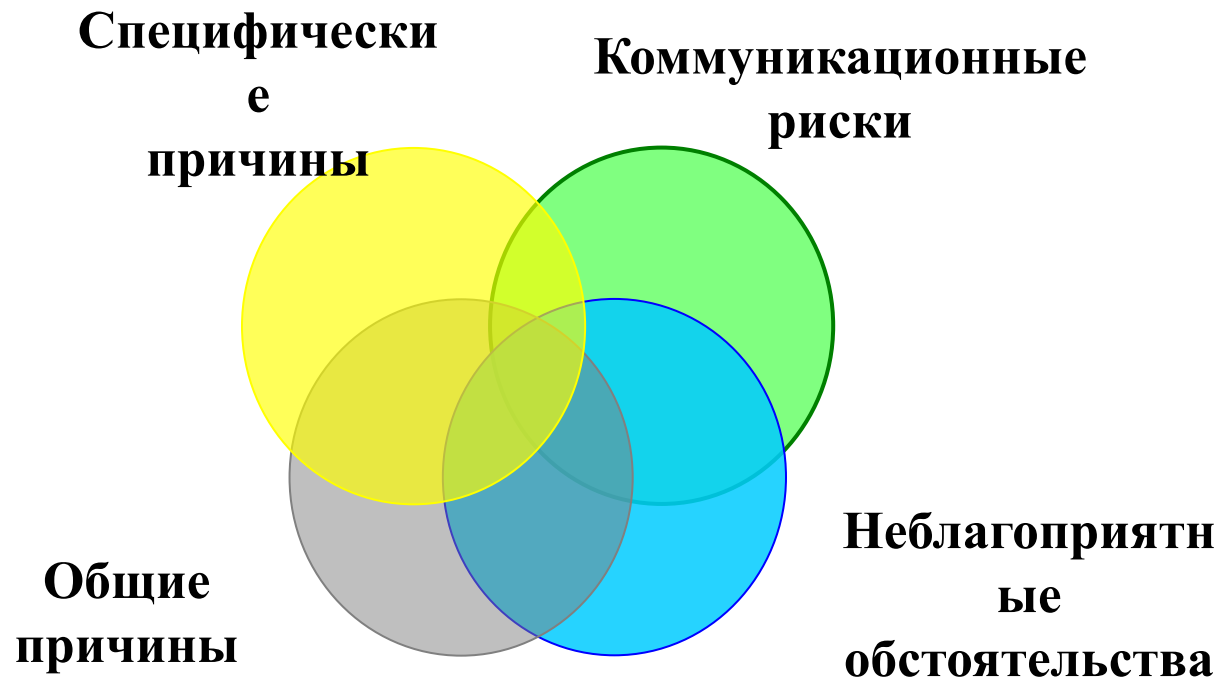 Специфически
е
причины
Коммуникационные
риски
Общие
причины
Неблагоприятн
ые
обстоятельства